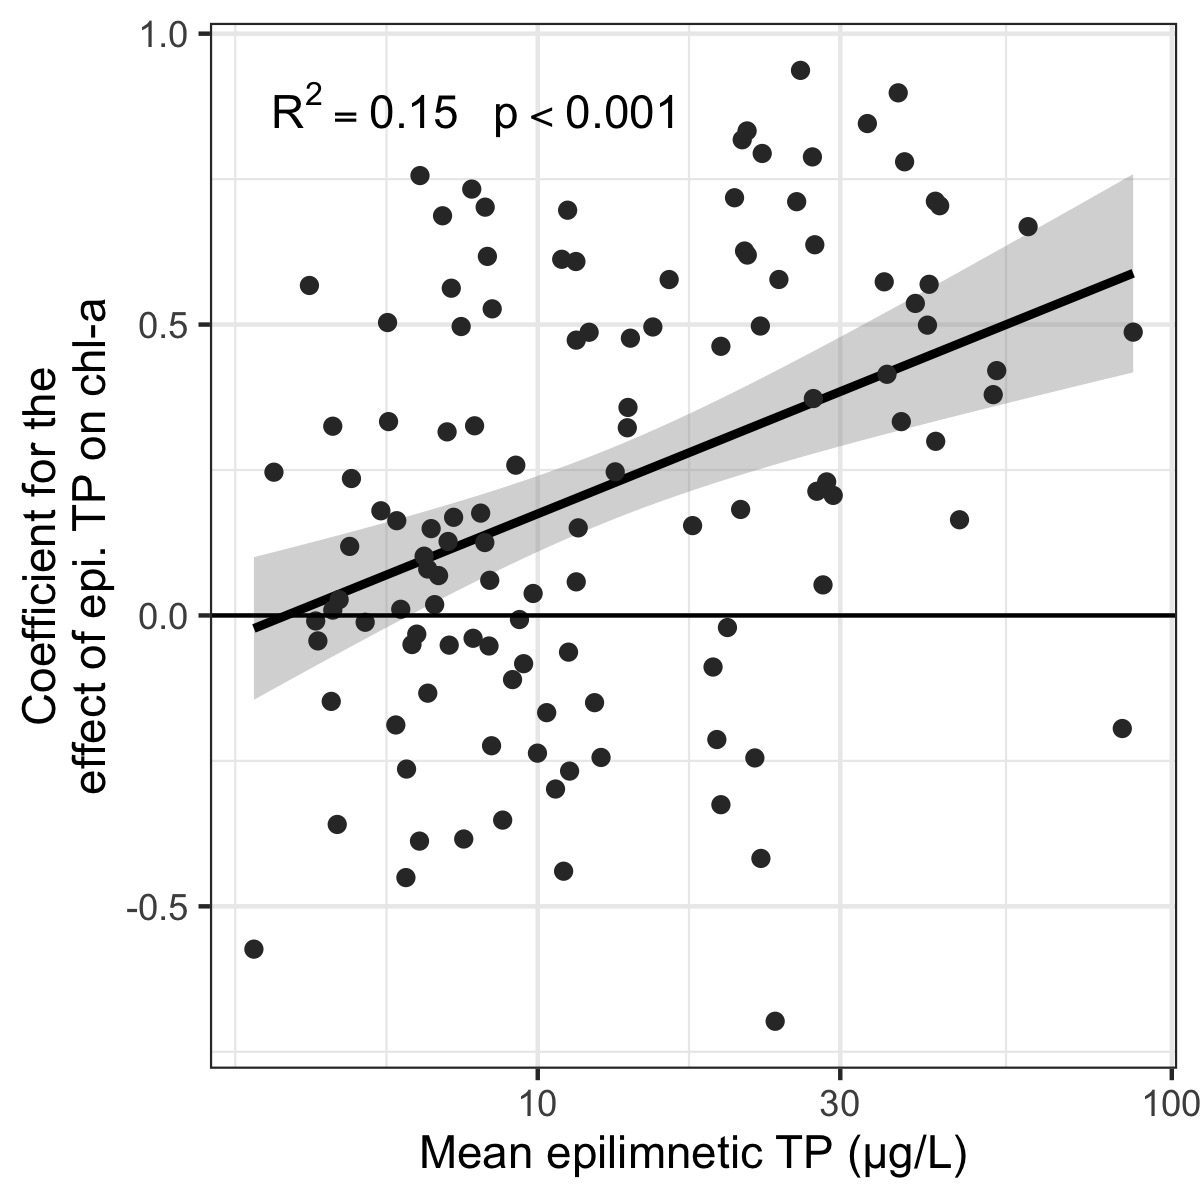 1.0
R² = 0.15 p < 0.001
0.5
0.0
-0.5
Coefficient for the
effect of epi. TP on chl-a
10 30 100
Mean epilimnetic TP (µg/L)